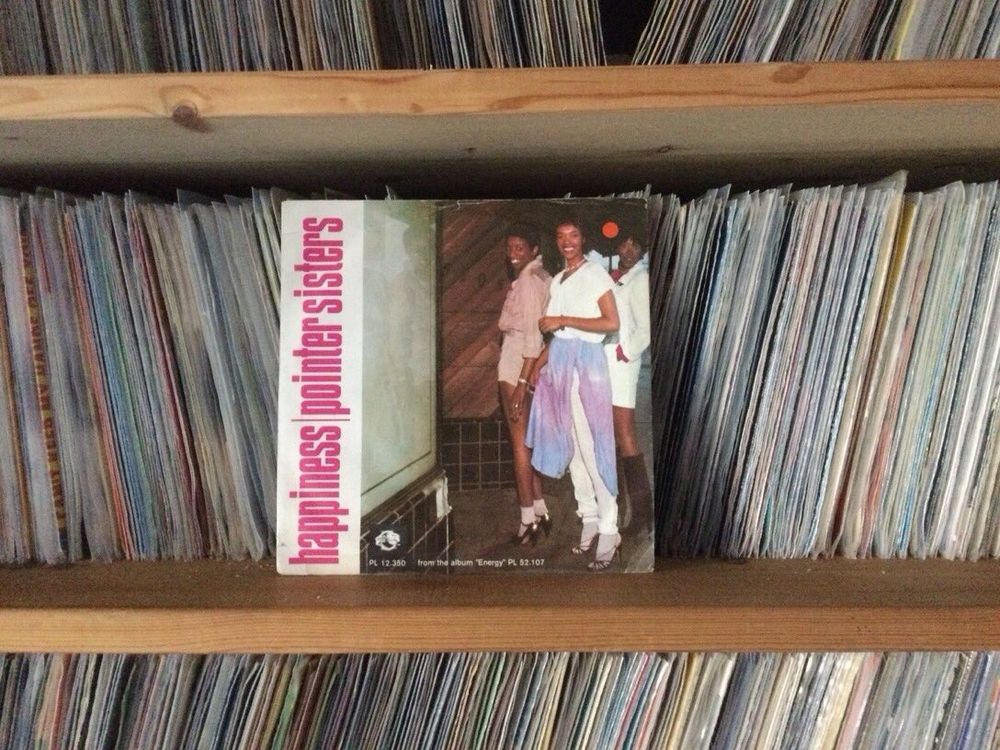 happiness | pointer sisters
PL 12.350 from the album "Energy" PL 52.107